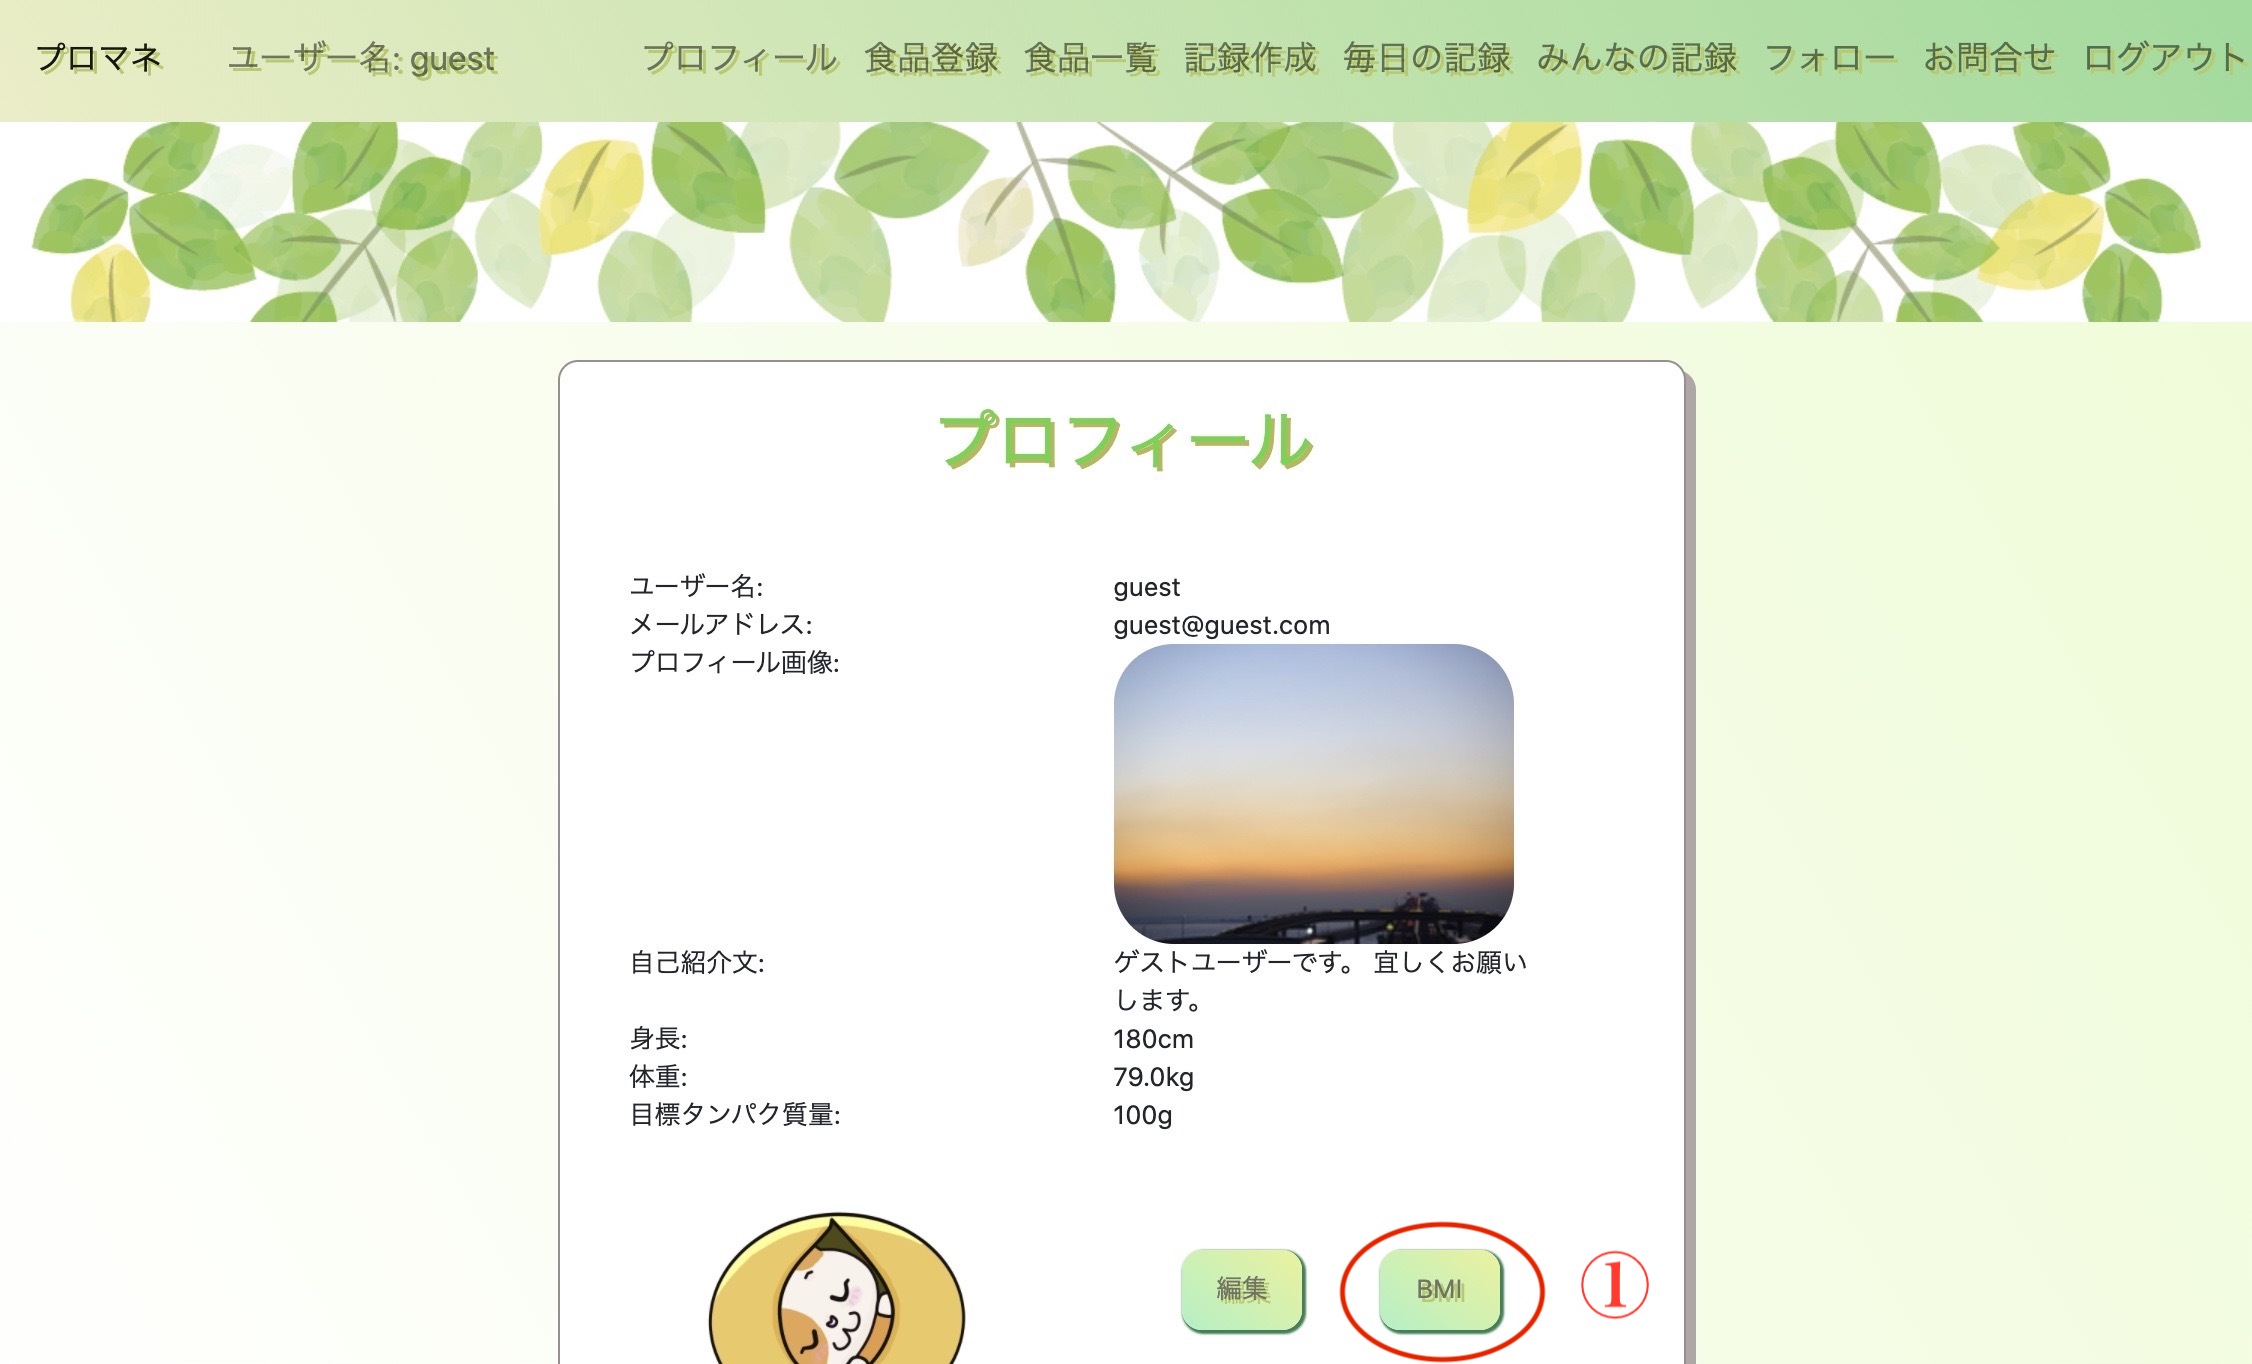 プロマネ ユーザー名: guest プロフィール 食品登録 食品一覧 記録作成 毎日の記録 みんなの記録 フォロー お問合せ ログアウト
プロフィール
ユーザー名: guest
メールアドレス: guest@guest.com
プロフィール画像:
自己紹介文: ゲストユーザーです。 宜しくお願い
します。
身長: 180cm
体重: 79.0kg
目標タンパク質量: 100g
編集 BMI ①